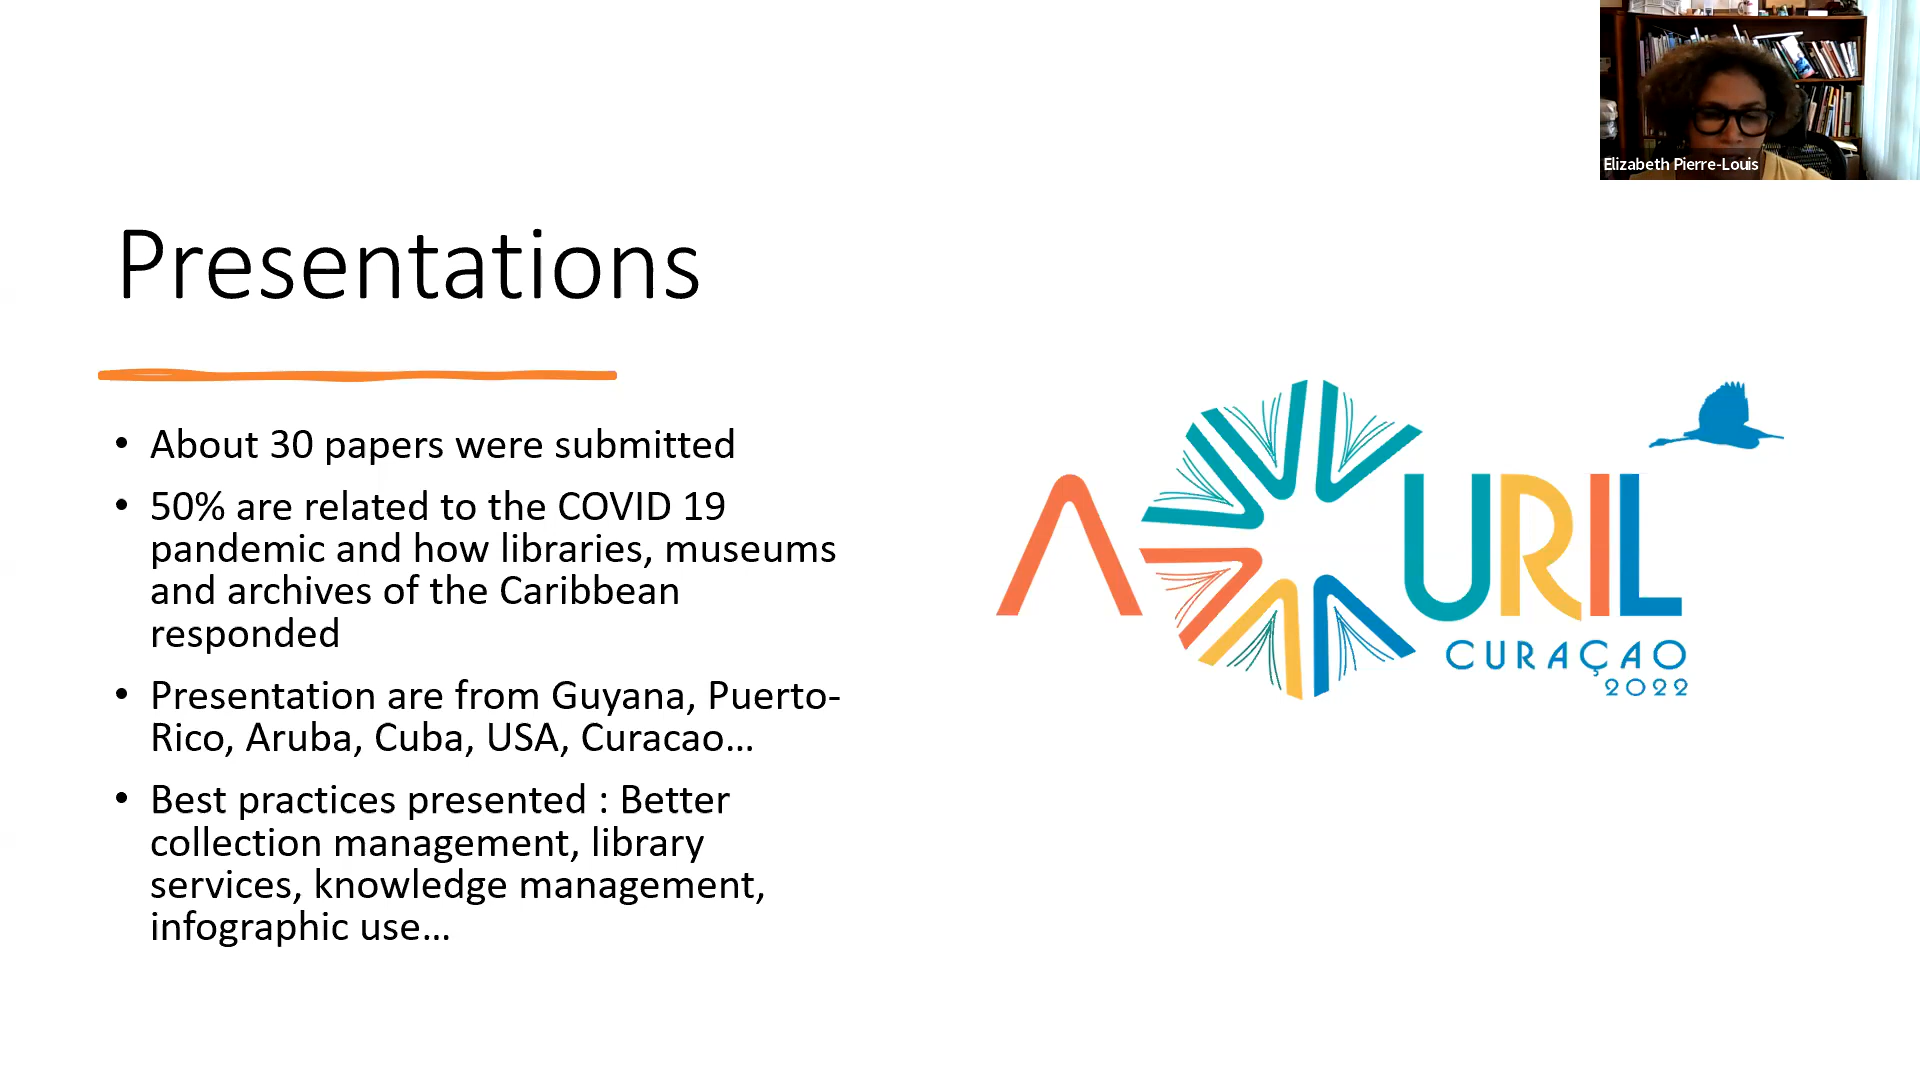 Elizabeth Pierre-Louis
Presentations
• About 30 papers were submitted
• 50% are related to the COVID 19
pandemic and how libraries, museums
and archives of the Caribbean
responded
• Presentation are from Guyana, Puerto-
Rico, Aruba, Cuba, USA, Curacao...
• Best practices presented : Better
collection management, library
services, knowledge management,
infographic use...
ACURIL
CURAÇAO
2022